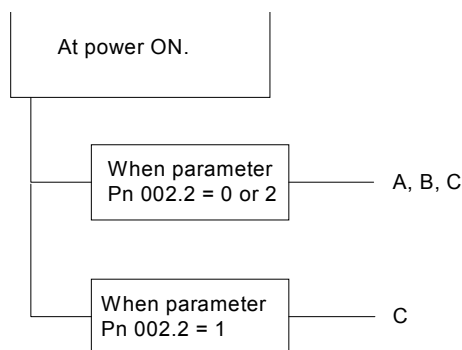 At power ON.
When parameter
Pn 002.2 = 0 or 2
A, B, C
When parameter
Pn 002.2 = 1
C